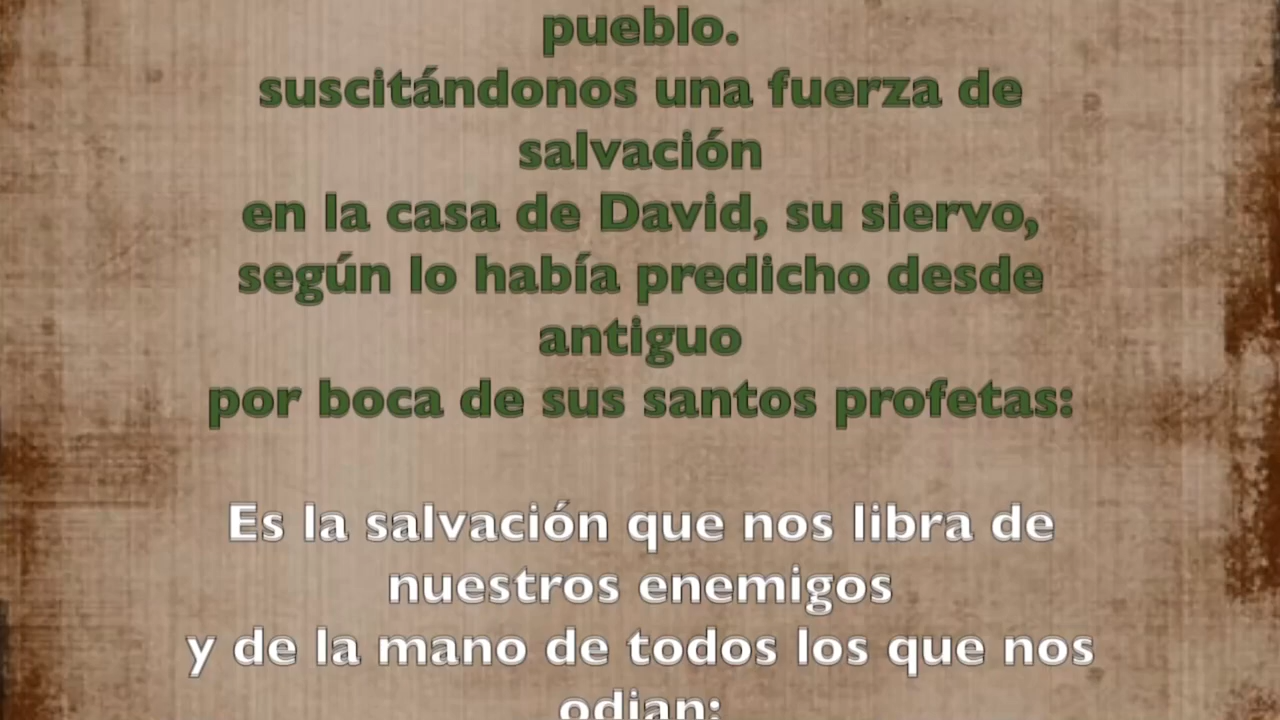 pueblo.
suscitándonos una fuerza de
salvación
en la casa de David, su siervo,
según lo había predicho desde
antiguo
por boca de sus santos profetas:
Es la salvación que nos libra de
nuestros enemigos
y de la mano de todos los que nos
odian;